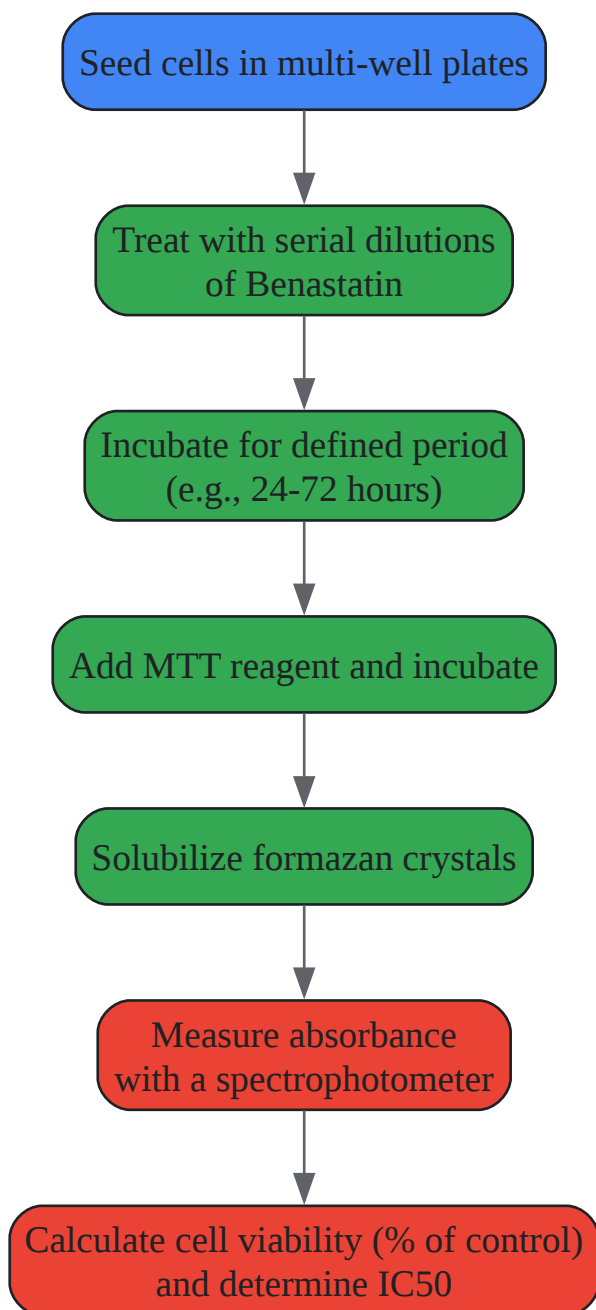 Seed cells in multi-well plates
Treat with serial dilutions
of Benastatin
Incubate for defined period
(e.g., 24-72 hours)
Add MTT reagent and incubate
Solubilize formazan crystals
Measure absorbance
with a spectrophotometer
Calculate cell viability (% of control)
and determine IC50